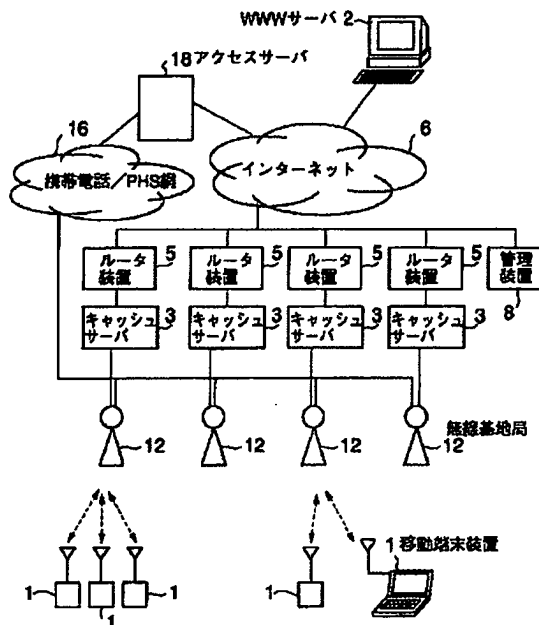 WWWサーバ 2
18アクセスサーバ
16
6
携帯電話／PHS網
インターネット
ルータ装置
5
ルータ装置
5
ルータ装置
5
ルータ装置
5
管理装置
8
キャッシュサーバ
3
キャッシュサーバ
3
キャッシュサーバ
3
キャッシュサーバ
3
無線基地局
12
12
12
12
1 移動端末装置
1
1
1
1